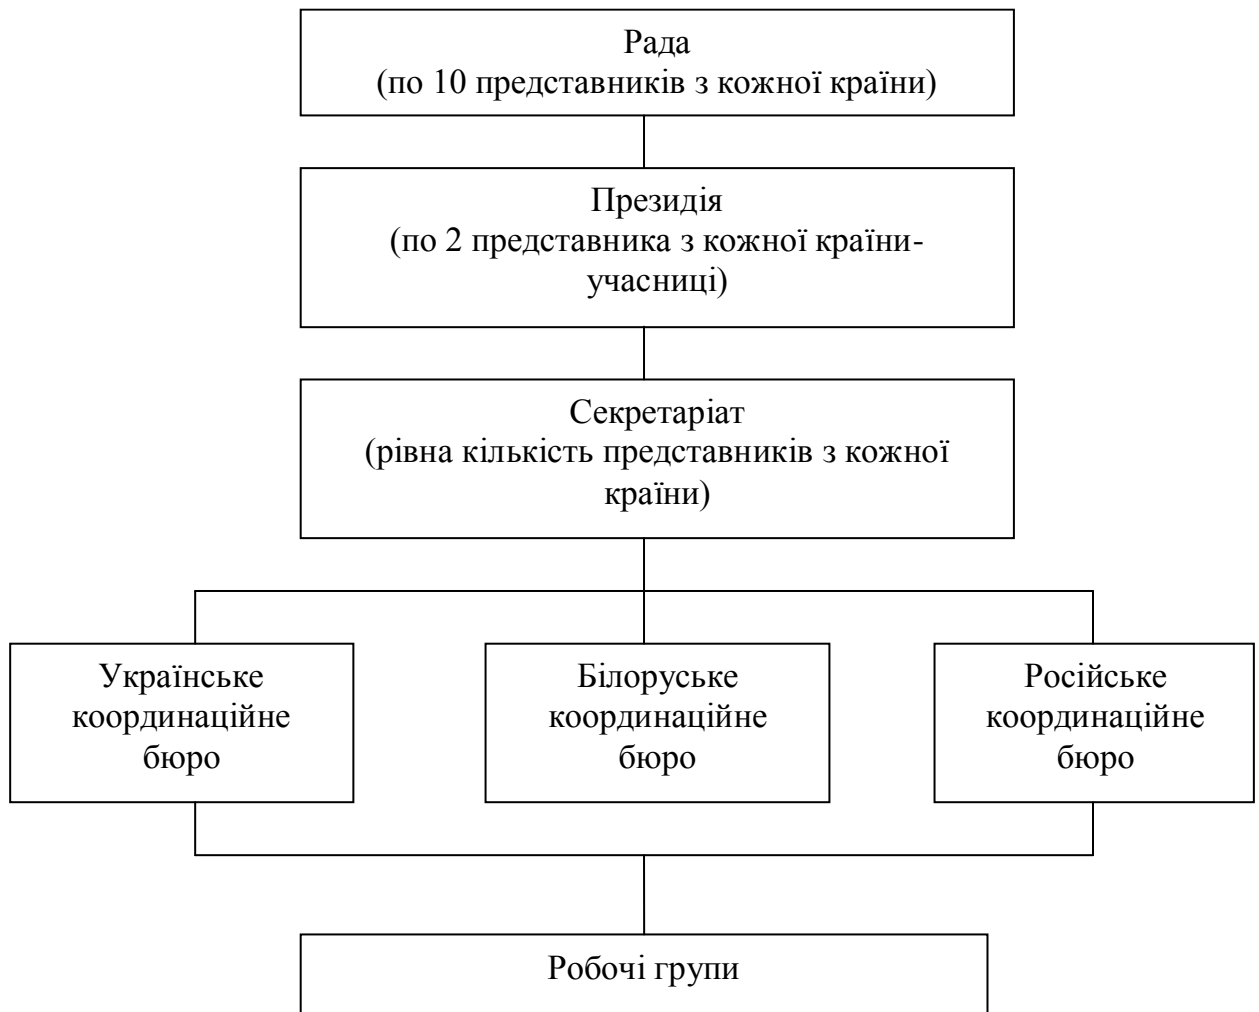 Рада
(по 10 представників з кожної країни)
Президія
(по 2 представника з кожної країни-
учасниці)
Секретаріат
(рівна кількість представників з кожної
країни)
Українське
координаційне
бюро
Білоруське
координаційне
бюро
Російське
координаційне
бюро
Робочі групи